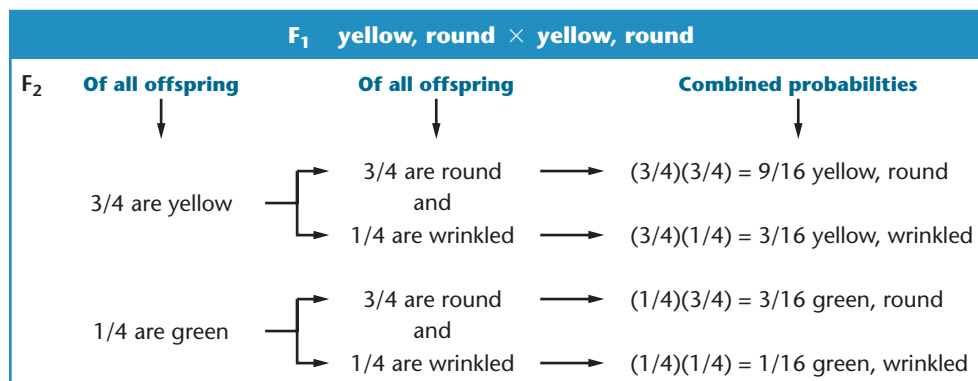 F₁ yellow, round × yellow, round
F₂ Of all offspring Of all offspring Combined probabilities
3/4 are yellow
3/4 are round
and
1/4 are wrinkled
(3/4)(3/4) = 9/16 yellow, round
(3/4)(1/4) = 3/16 yellow, wrinkled
1/4 are green
3/4 are round
and
1/4 are wrinkled
(1/4)(3/4) = 3/16 green, round
(1/4)(1/4) = 1/16 green, wrinkled